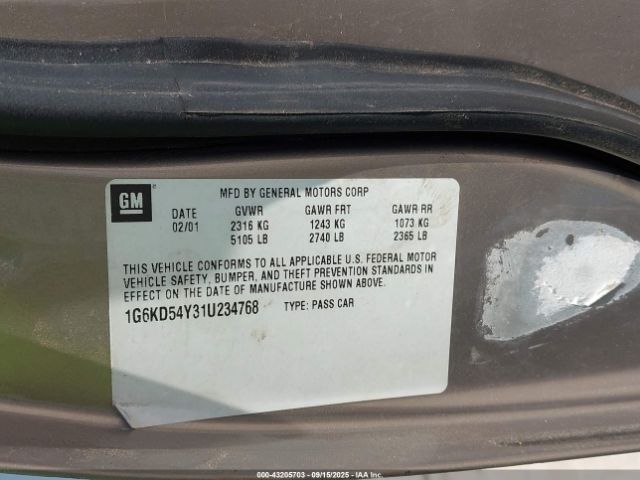 GM
MFD BY GENERAL MOTORS CORP
DATE GVWR GAWR FRT GAWR RR
02/01 2316 KG 1243 KG 1073 KG
5105 LB 2740 LB 2365 LB
THIS VEHICLE CONFORMS TO ALL APPLICABLE U.S. FEDERAL MOTOR
VEHICLE SAFETY, BUMPER, AND THEFT PREVENTION STANDARDS IN
EFFECT ON THE DATE OF MANUFACTURE SHOWN ABOVE.
1G6KD54Y31U234768 TYPE: PASS CAR
000-43205703 - 09/15/2025 - IAA Inc.